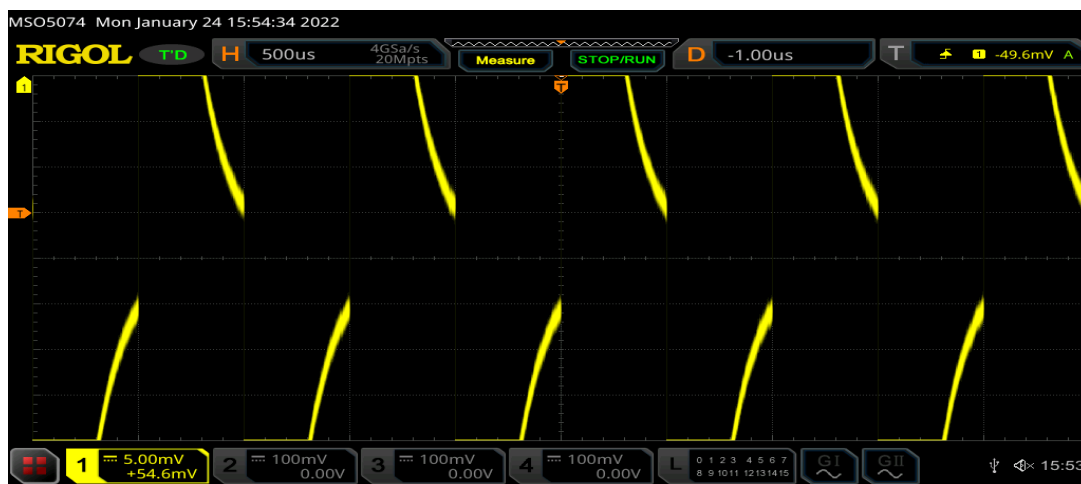 MSO5074 Mon January 24 15:54:34 2022
RIGOL T'D H 500us 4GSa/s 20Mpts Measure STOP/RUN D -1.00us T 1 -49.6mV A
1
T
T
1 5.00mV +54.6mV 2 100mV 0.00V 3 100mV 0.00V 4 100mV 0.00V L 0 1 2 3 4 5 6 7 8 9 10 11 12 13 14 15 GI GII 15:53